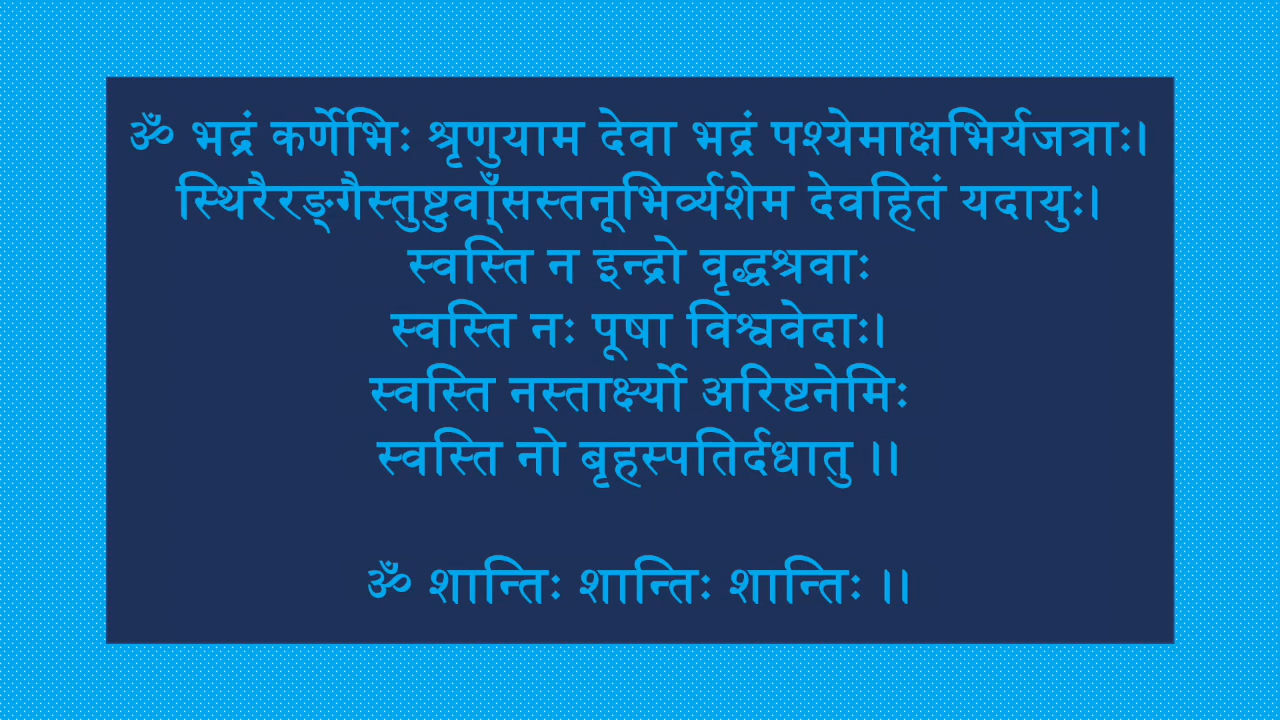 ॐ भद्रं कर्णेभिः श्रृणुयाम देवा भद्रं पश्येमाक्षभिर्यजत्राः।
स्थिरैरङ्गैस्तुष्टुवाँ्सस्तनूभिर्व्यशेम देवहितं यदायुः।
स्वस्ति न इन्द्रो वृद्धश्रवाः
स्वस्ति नः पूषा विश्ववेदाः।
स्वस्ति नस्तार्क्ष्यो अरिष्टनेमिः
स्वस्ति नो बृहस्पतिर्दधातु ।।
ॐ शान्तिः शान्तिः शान्तिः ।।